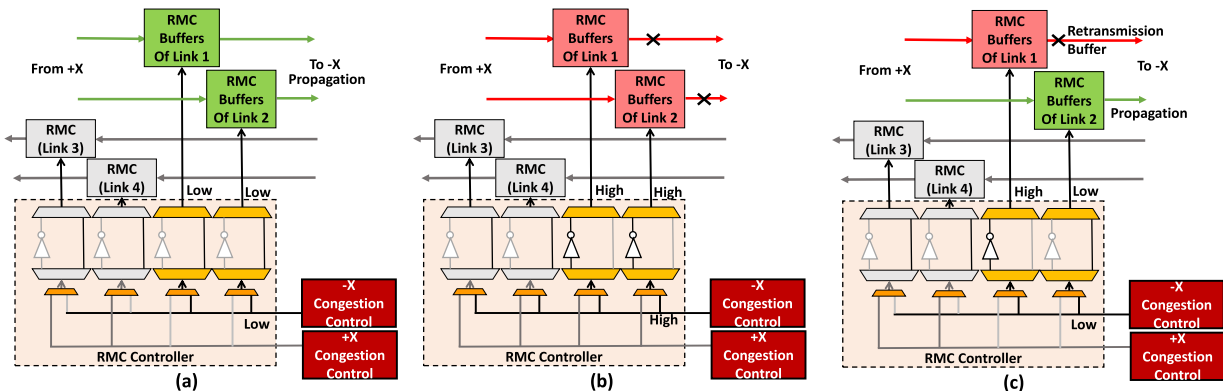 RMC
Buffers
Of Link 1
From +X
To -X
Propagation
RMC
Buffers
Of Link 2
RMC
(Link 3)
RMC
(Link 4)
Low
Low
Low
-X
Congestion
Control
+X
Congestion
Control
RMC Controller
(a)
RMC
Buffers
Of Link 1
From +X
To -X
RMC
Buffers
Of Link 2
RMC
(Link 3)
RMC
(Link 4)
High
High
High
-X
Congestion
Control
+X
Congestion
Control
RMC Controller
(b)
RMC
Buffers
Of Link 1
Retransmission
Buffer
From +X
To -X
RMC
Buffers
Of Link 2
Propagation
RMC
(Link 3)
RMC
(Link 4)
High
Low
Low
-X
Congestion
Control
+X
Congestion
Control
RMC Controller
(c)